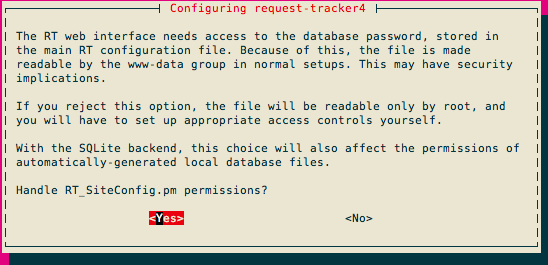 Configuring request-tracker4
The RT web interface needs access to the database password, stored in
the main RT configuration file. Because of this, the file is made
readable by the www-data group in normal setups. This may have security
implications.
If you reject this option, the file will be readable only by root, and
you will have to set up appropriate access controls yourself.
With the SQLite backend, this choice will also affect the permissions of
automatically-generated local database files.
Handle RT_SiteConfig.pm permissions?
<Yes> <No>